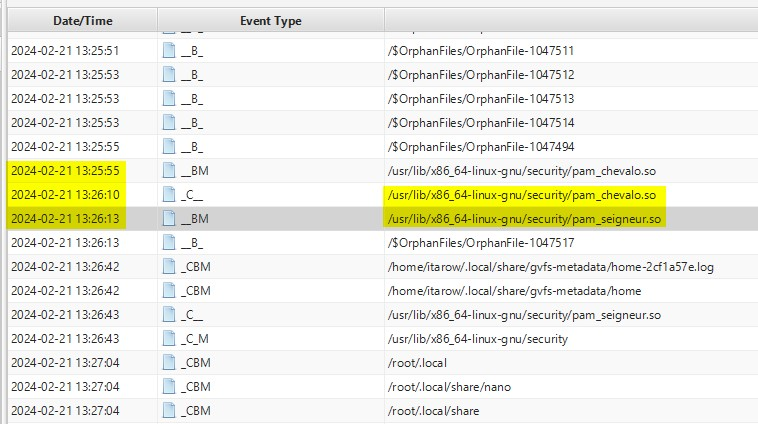 Date/Time Event Type
2024-02-21 13:25:51 __B_ /$OrphanFiles/OrphanFile-1047511
2024-02-21 13:25:53 __B_ /$OrphanFiles/OrphanFile-1047512
2024-02-21 13:25:53 __B_ /$OrphanFiles/OrphanFile-1047513
2024-02-21 13:25:53 __B_ /$OrphanFiles/OrphanFile-1047514
2024-02-21 13:25:55 __B_ /$OrphanFiles/OrphanFile-1047494
2024-02-21 13:25:55 __BM /usr/lib/x86_64-linux-gnu/security/pam_chevalo.so
2024-02-21 13:26:10 _C__ /usr/lib/x86_64-linux-gnu/security/pam_chevalo.so
2024-02-21 13:26:13 __BM /usr/lib/x86_64-linux-gnu/security/pam_seigneur.so
2024-02-21 13:26:13 __B_ /$OrphanFiles/OrphanFile-1047517
2024-02-21 13:26:42 _CBM /home/itarow/.local/share/gvfs-metadata/home-2cf1a57e.log
2024-02-21 13:26:42 _CBM /home/itarow/.local/share/gvfs-metadata/home
2024-02-21 13:26:43 _C__ /usr/lib/x86_64-linux-gnu/security/pam_seigneur.so
2024-02-21 13:26:43 _C_M /usr/lib/x86_64-linux-gnu/security
2024-02-21 13:27:04 _CBM /root/.local
2024-02-21 13:27:04 _CBM /root/.local/share/nano
2024-02-21 13:27:04 _CBM /root/.local/share